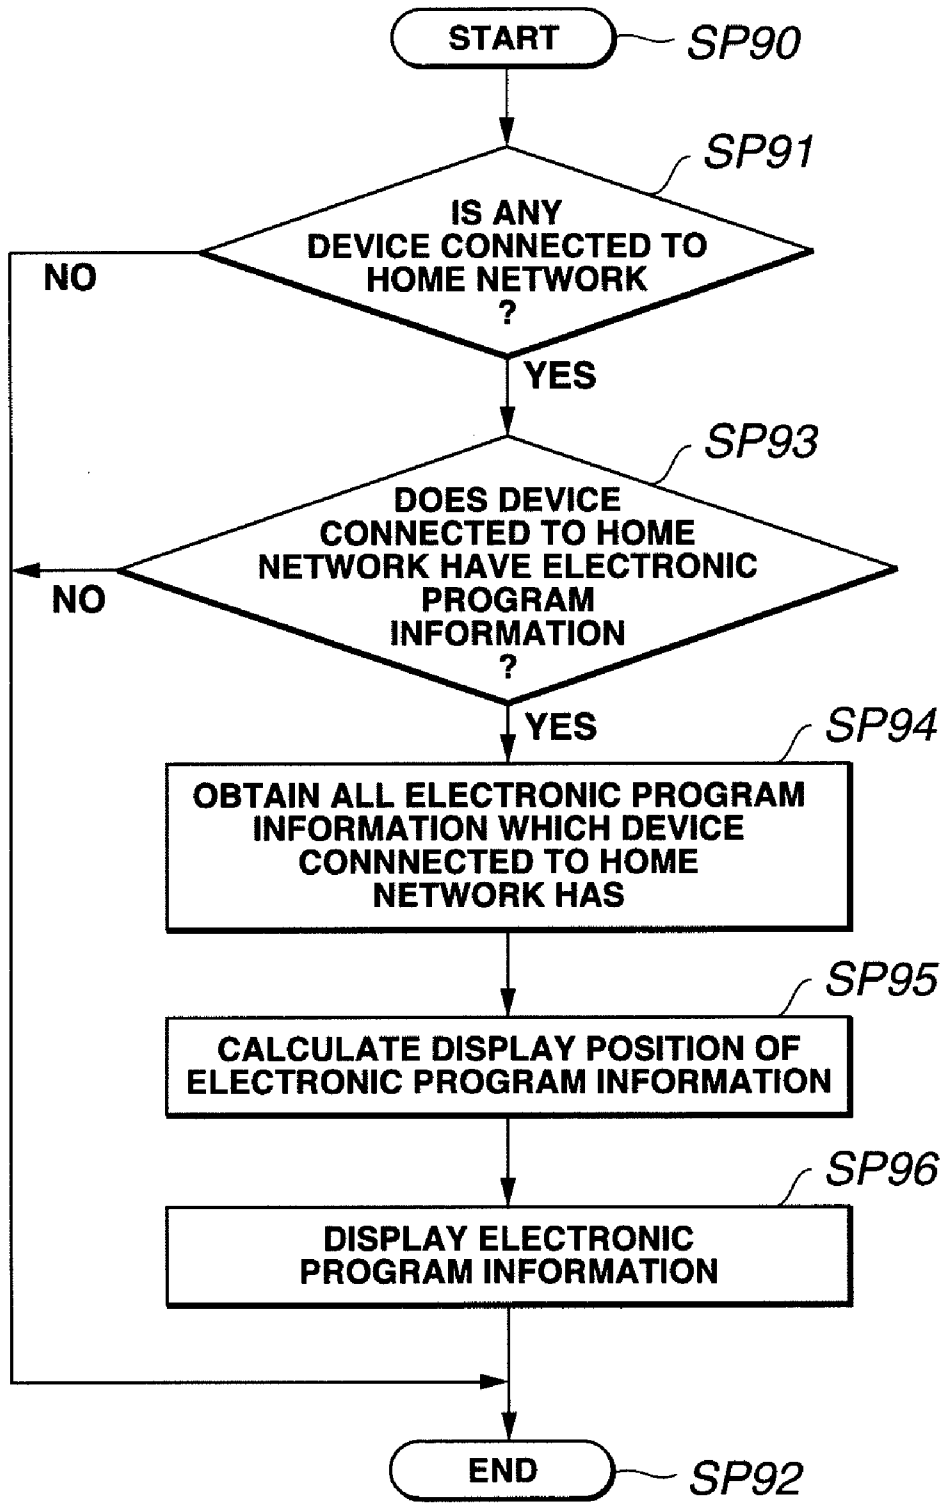 START
SP90
SP91
IS ANY
DEVICE CONNECTED TO
HOME NETWORK
?
NO
YES
SP93
DOES DEVICE
CONNECTED TO HOME
NETWORK HAVE ELECTRONIC
PROGRAM
INFORMATION
?
NO
YES
SP94
OBTAIN ALL ELECTRONIC PROGRAM
INFORMATION WHICH DEVICE
CONNNECTED TO HOME
NETWORK HAS
SP95
CALCULATE DISPLAY POSITION OF
ELECTRONIC PROGRAM INFORMATION
SP96
DISPLAY ELECTRONIC
PROGRAM INFORMATION
END
SP92